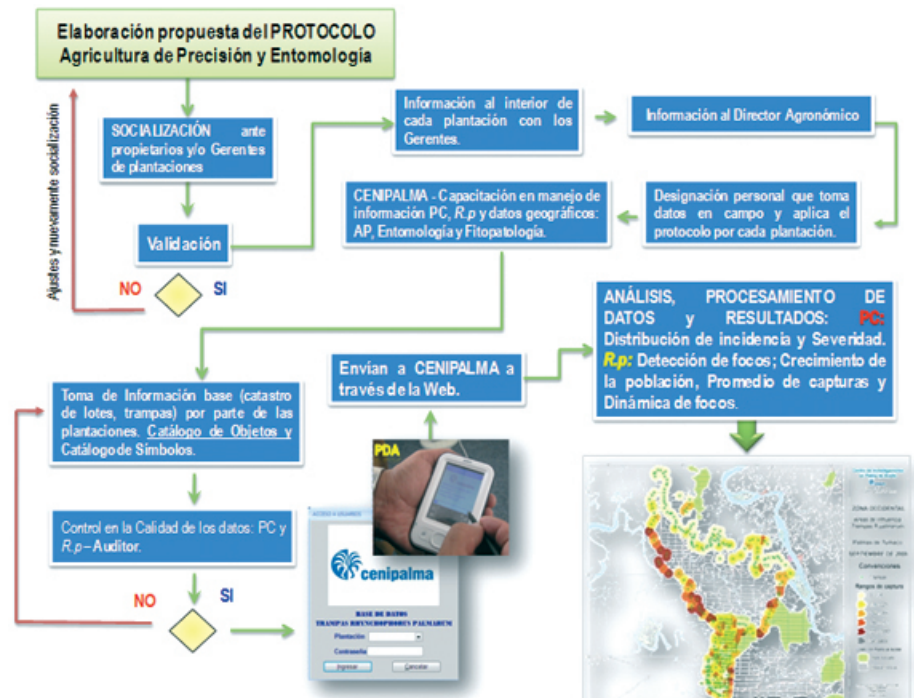 Elaboración propuesta del PROTOCOLO
Agricultura de Precisión y Entomología
Ajustes y nuevamente socialización
SOCIALIZACIÓN ante
propietarios y/o Gerentes
de plantaciones
Validación
NO
SI
Información al interior de
cada plantación con los
Gerentes.
Información al Director Agronómico
Designación personal que toma
datos en campo y aplica el
protocolo por cada plantación.
CENIPALMA - Capacitación en manejo de
información PC, R.p y datos geográficos:
AP, Entomología y Fitopatología.
Toma de Información base (catastro
de lotes, trampas) por parte de las
plantaciones. Catálogo de Objetos y
Catálogo de Símbolos.
Control en la Calidad de los datos: PC y
R.p – Auditor.
NO
SI
ACCESO A USUARIOS
cenipalma
BASE DE DATOS
TRAMPAS RHYNCHOPHORUS PALMARUM
Plantación
Contraseña
Ingresar
Cancelar
PDA
Envían a CENIPALMA a
través de la Web.
ANÁLISIS, PROCESAMIENTO DE
DATOS y RESULTADOS: PC:
Distribución de incidencia y Severidad.
R.p: Detección de focos; Crecimiento de
la población, Promedio de capturas y
Dinámica de focos.
ZONA OCCIDENTAL
Convenciones
Rangos de captura